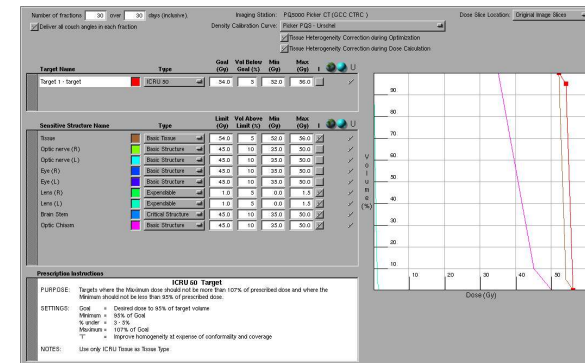 Number of fractions 30 over 30 days (inclusive). Imaging Station: PQ5000 Picker CT (GCC CTRC ) Dose Slice Location: Original Image Slices
Deliver all couch angles in each fraction Density Calibration Curve: Picker PQS - Unschel
Tissue Heterogeneity Correction during Optimization
Tissue Heterogeneity Correction during Dose Calculation
Goal Vol Below Min Max
Target Name Type (Gy) Goal (%) (Gy) (Gy) I U
Target 1 - target ICRU 50 54.0 5 52.0 56.0
Limit Vol Above Min Max
Sensitive Structure Name Type (Gy) Limit (%) (Gy) (Gy) I U
Tissue Basic Tissue 54.0 5 52.0 56.0
Optic nerve (R) Basic Structure 45.0 10 35.0 50.0
Optic nerve (L) Basic Structure 45.0 10 35.0 50.0
Eye (R) Basic Structure 45.0 10 35.0 50.0
Eye (L) Basic Structure 45.0 10 35.0 50.0
Lens (R) Expendable 1.0 5 0.0 1.5
Lens (L) Expendable 1.0 5 0.0 1.5
Brain Stem Critical Structure 45.0 10 35.0 50.0
Optic Chiasm Basic Structure 45.0 10 35.0 50.0
Prescription Instructions
ICRU 50 Target
PURPOSE: Targets where the Maximum dose should not be more than 107% of prescribed dose and where the
Minimum should not be less than 95% of prescribed dose.
SETTINGS: Goal = Desired dose to 95% of target volume
Minimum = 95% of Goal
% under = 3 - 5%
Maximum = 107% of Goal
"I" = Improve homogeneity at expense of conformality and coverage
NOTES: Use only ICRU Tissue as Tissue Type
90
80
70
60
50
40
30
20
10
Volume (%)
10 20 30 40 50
Dose (Gy)